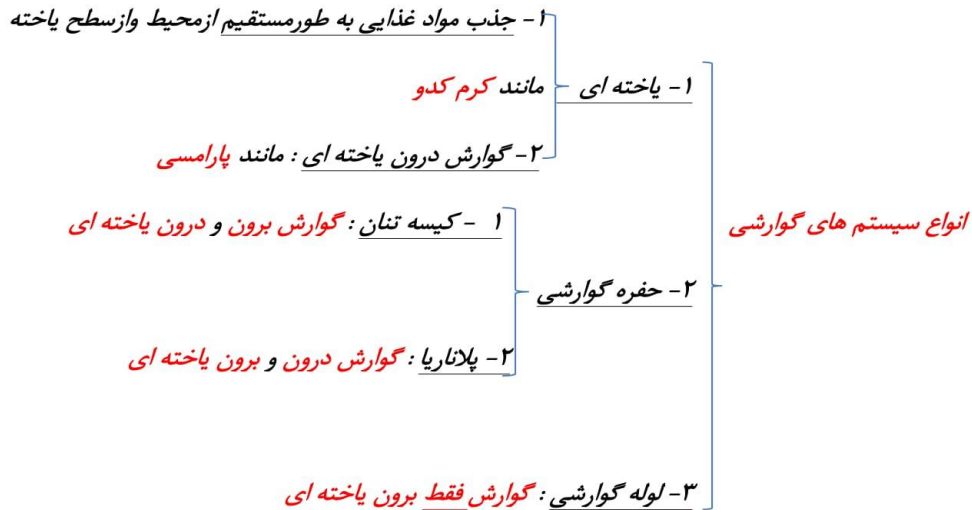 انواع سیستم های گوارشی
۱- یاخته ای
۱- جذب مواد غذایی به طورمستقیم ازمحیط وازسطح یاخته
مانند کرم کدو
۲- گوارش درون یاخته ای : مانند پارامسی
۲- حفره گوارشی
۱ - کیسه تنان : گوارش برون و درون یاخته ای
۲- پلاناریا : گوارش درون و برون یاخته ای
۳- لوله گوارشی : گوارش فقط برون یاخته ای